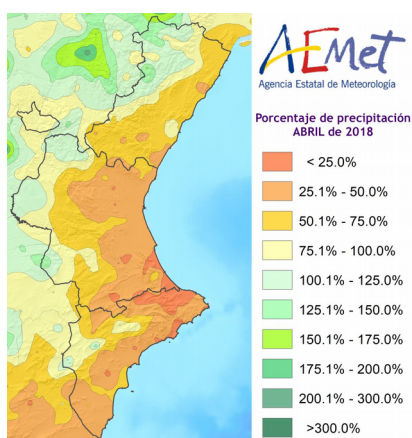 AEMet
Agencia Estatal de Meteorología
Porcentaje de precipitación
ABRIL de 2018
< 25.0%
25.1% - 50.0%
50.1% - 75.0%
75.1% - 100.0%
100.1% - 125.0%
125.1% - 150.0%
150.1% - 175.0%
175.1% - 200.0%
200.1% - 300.0%
>300.0%